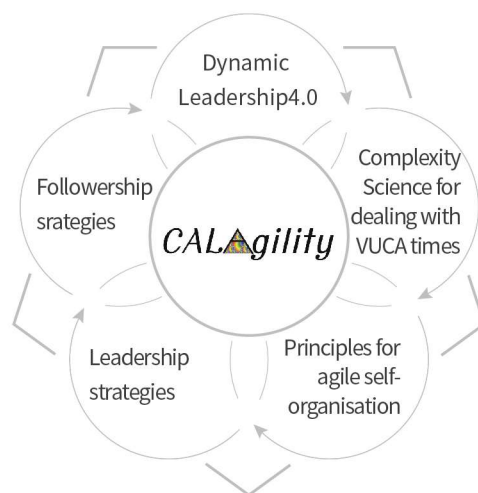 Dynamic
Leadership4.0
Complexity
Science for
dealing with
VUCA times
Principles for
agile self-
organisation
Leadership
strategies
Followership
srategies
CALAgility